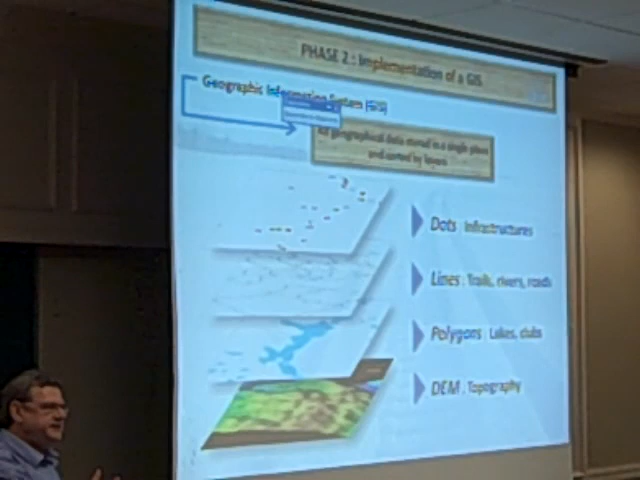 PHASE 2 : Implementation of a GIS
Geographic Information System (GIS)
All geographical data stored in a single place
and sorted by layers
Dots : Infrastructures
Lines : Trails, rivers, roads
Polygons : Lakes, clubs
DEM : Topography